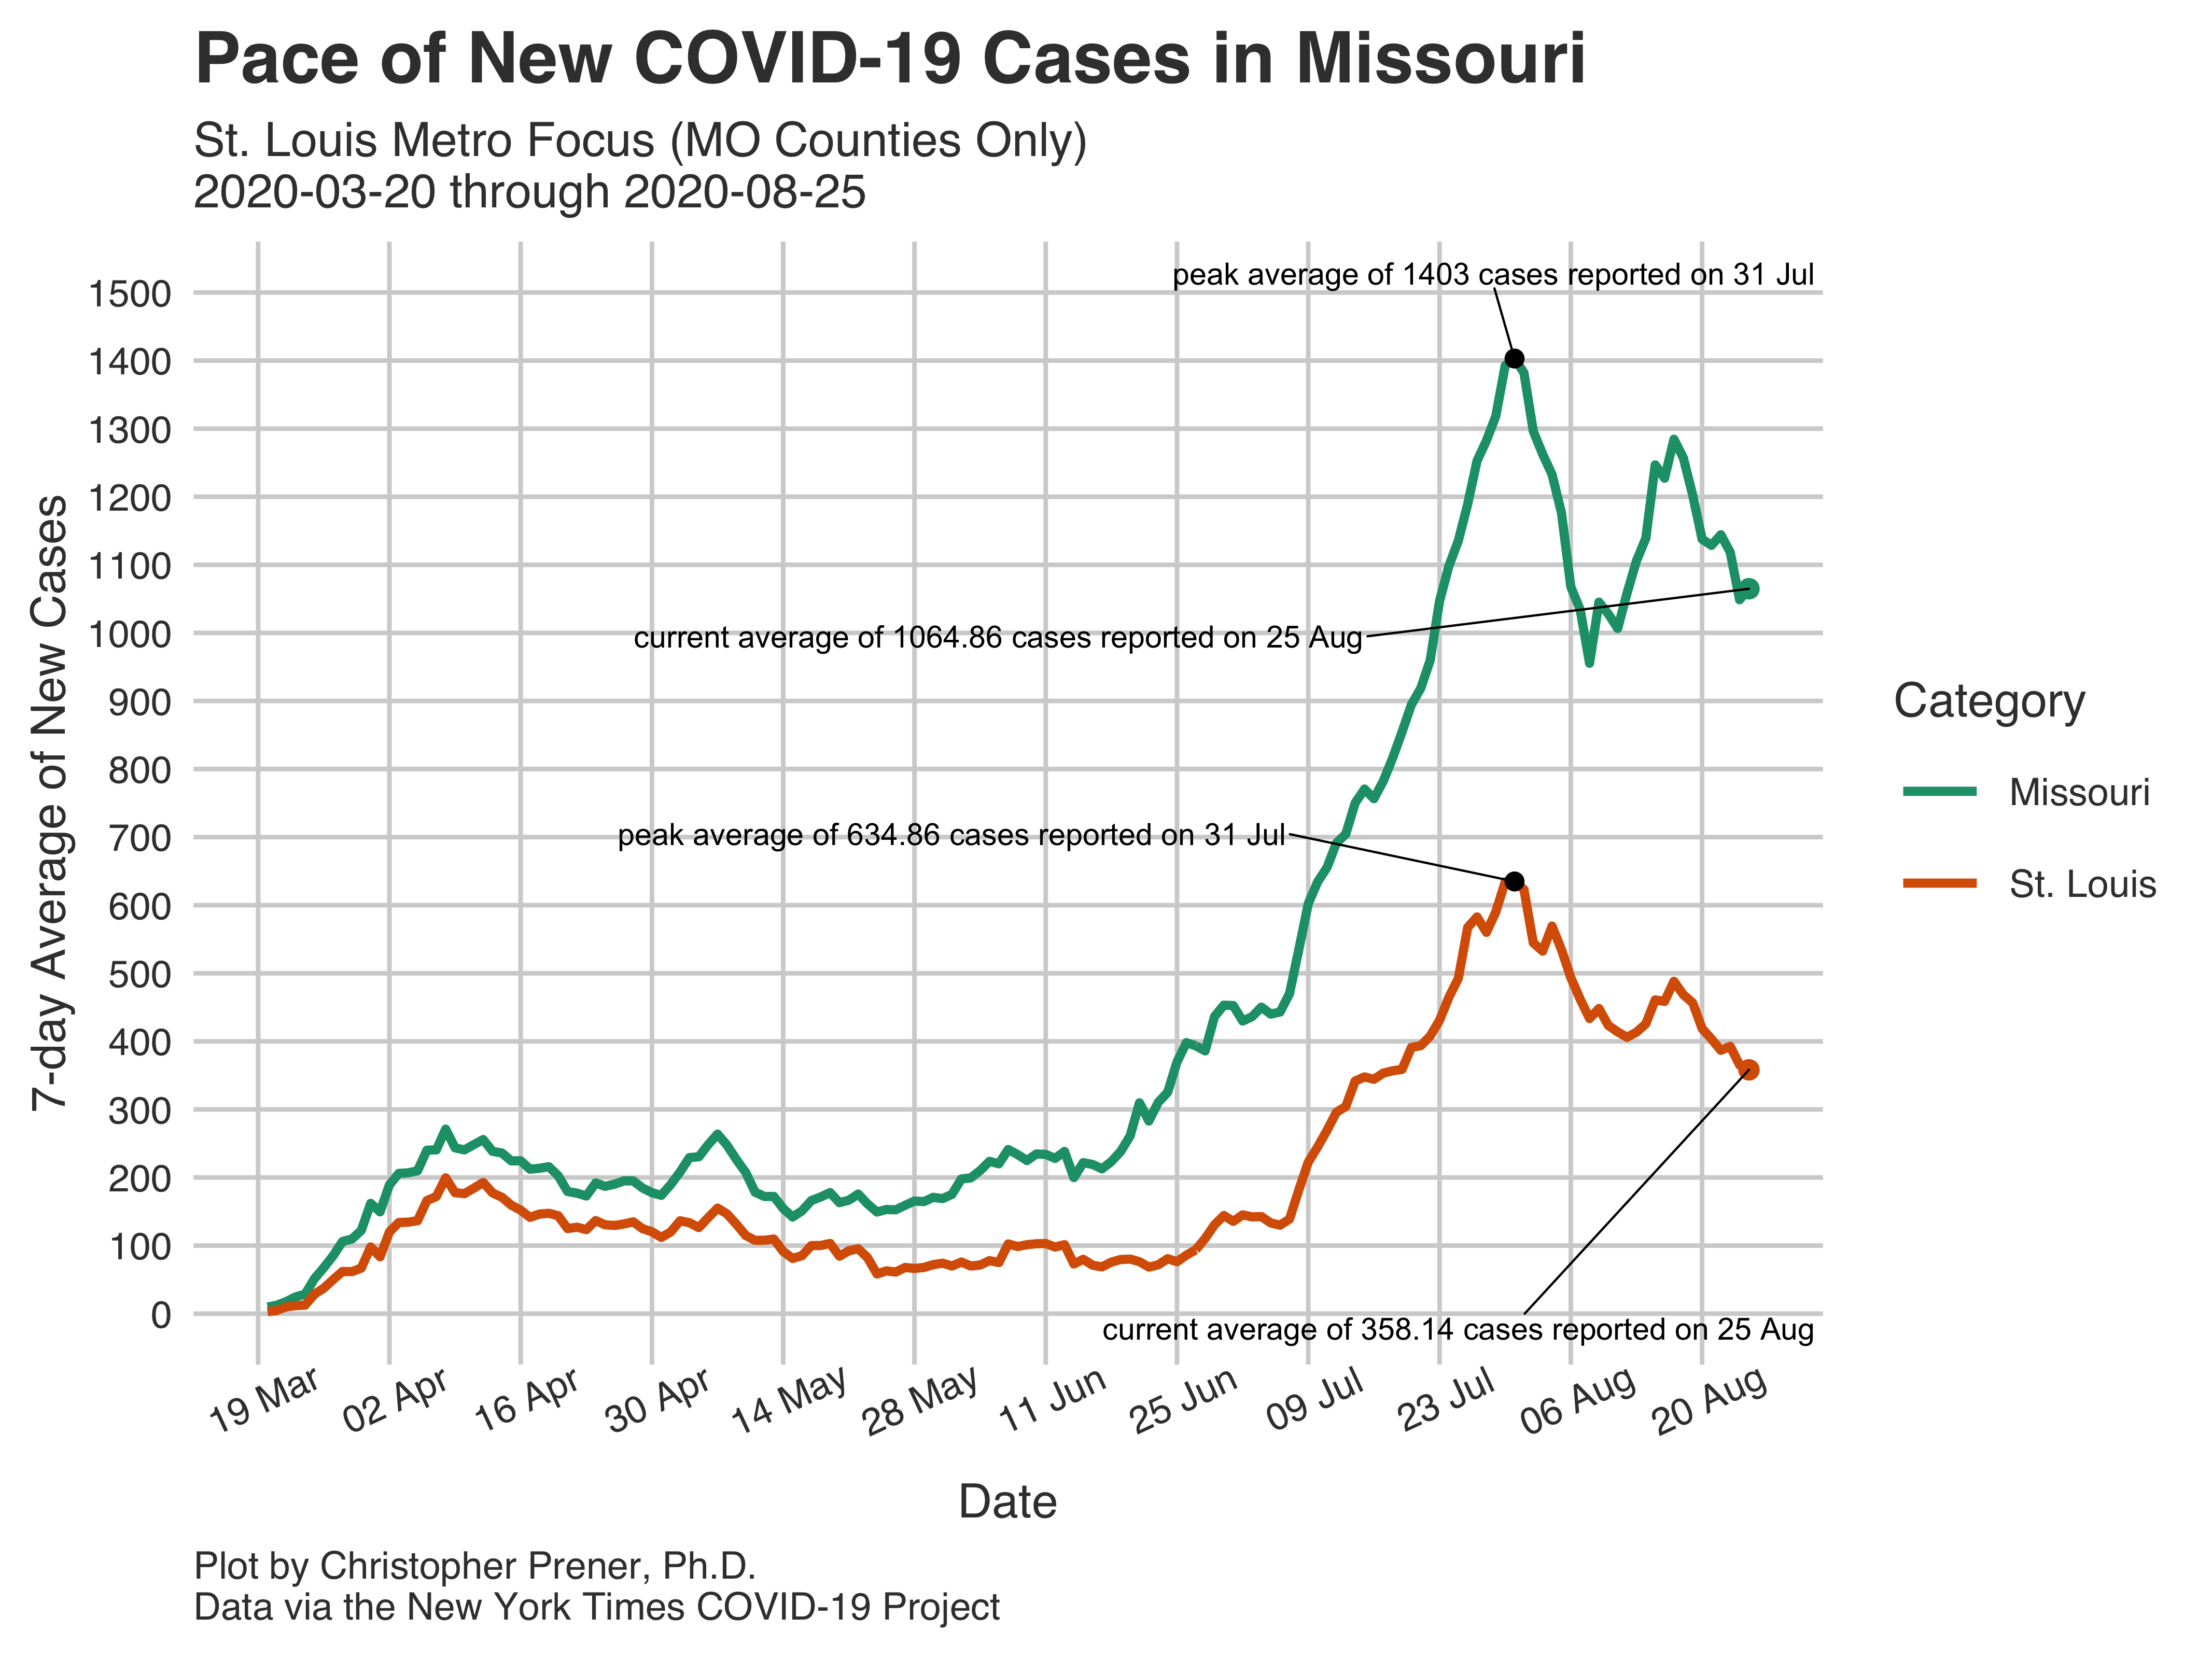 Pace of New COVID-19 Cases in Missouri
St. Louis Metro Focus (MO Counties Only)
2020-03-20 through 2020-08-25
7-day Average of New Cases
1500
1400
1300
1200
1100
1000
900
800
700
600
500
400
300
200
100
0
peak average of 1403 cases reported on 31 Jul
current average of 1064.86 cases reported on 25 Aug
peak average of 634.86 cases reported on 31 Jul
current average of 358.14 cases reported on 25 Aug
19 Mar
02 Apr
16 Apr
30 Apr
14 May
28 May
11 Jun
25 Jun
09 Jul
23 Jul
06 Aug
20 Aug
Date
Category
Missouri
St. Louis
Plot by Christopher Prener, Ph.D.
Data via the New York Times COVID-19 Project